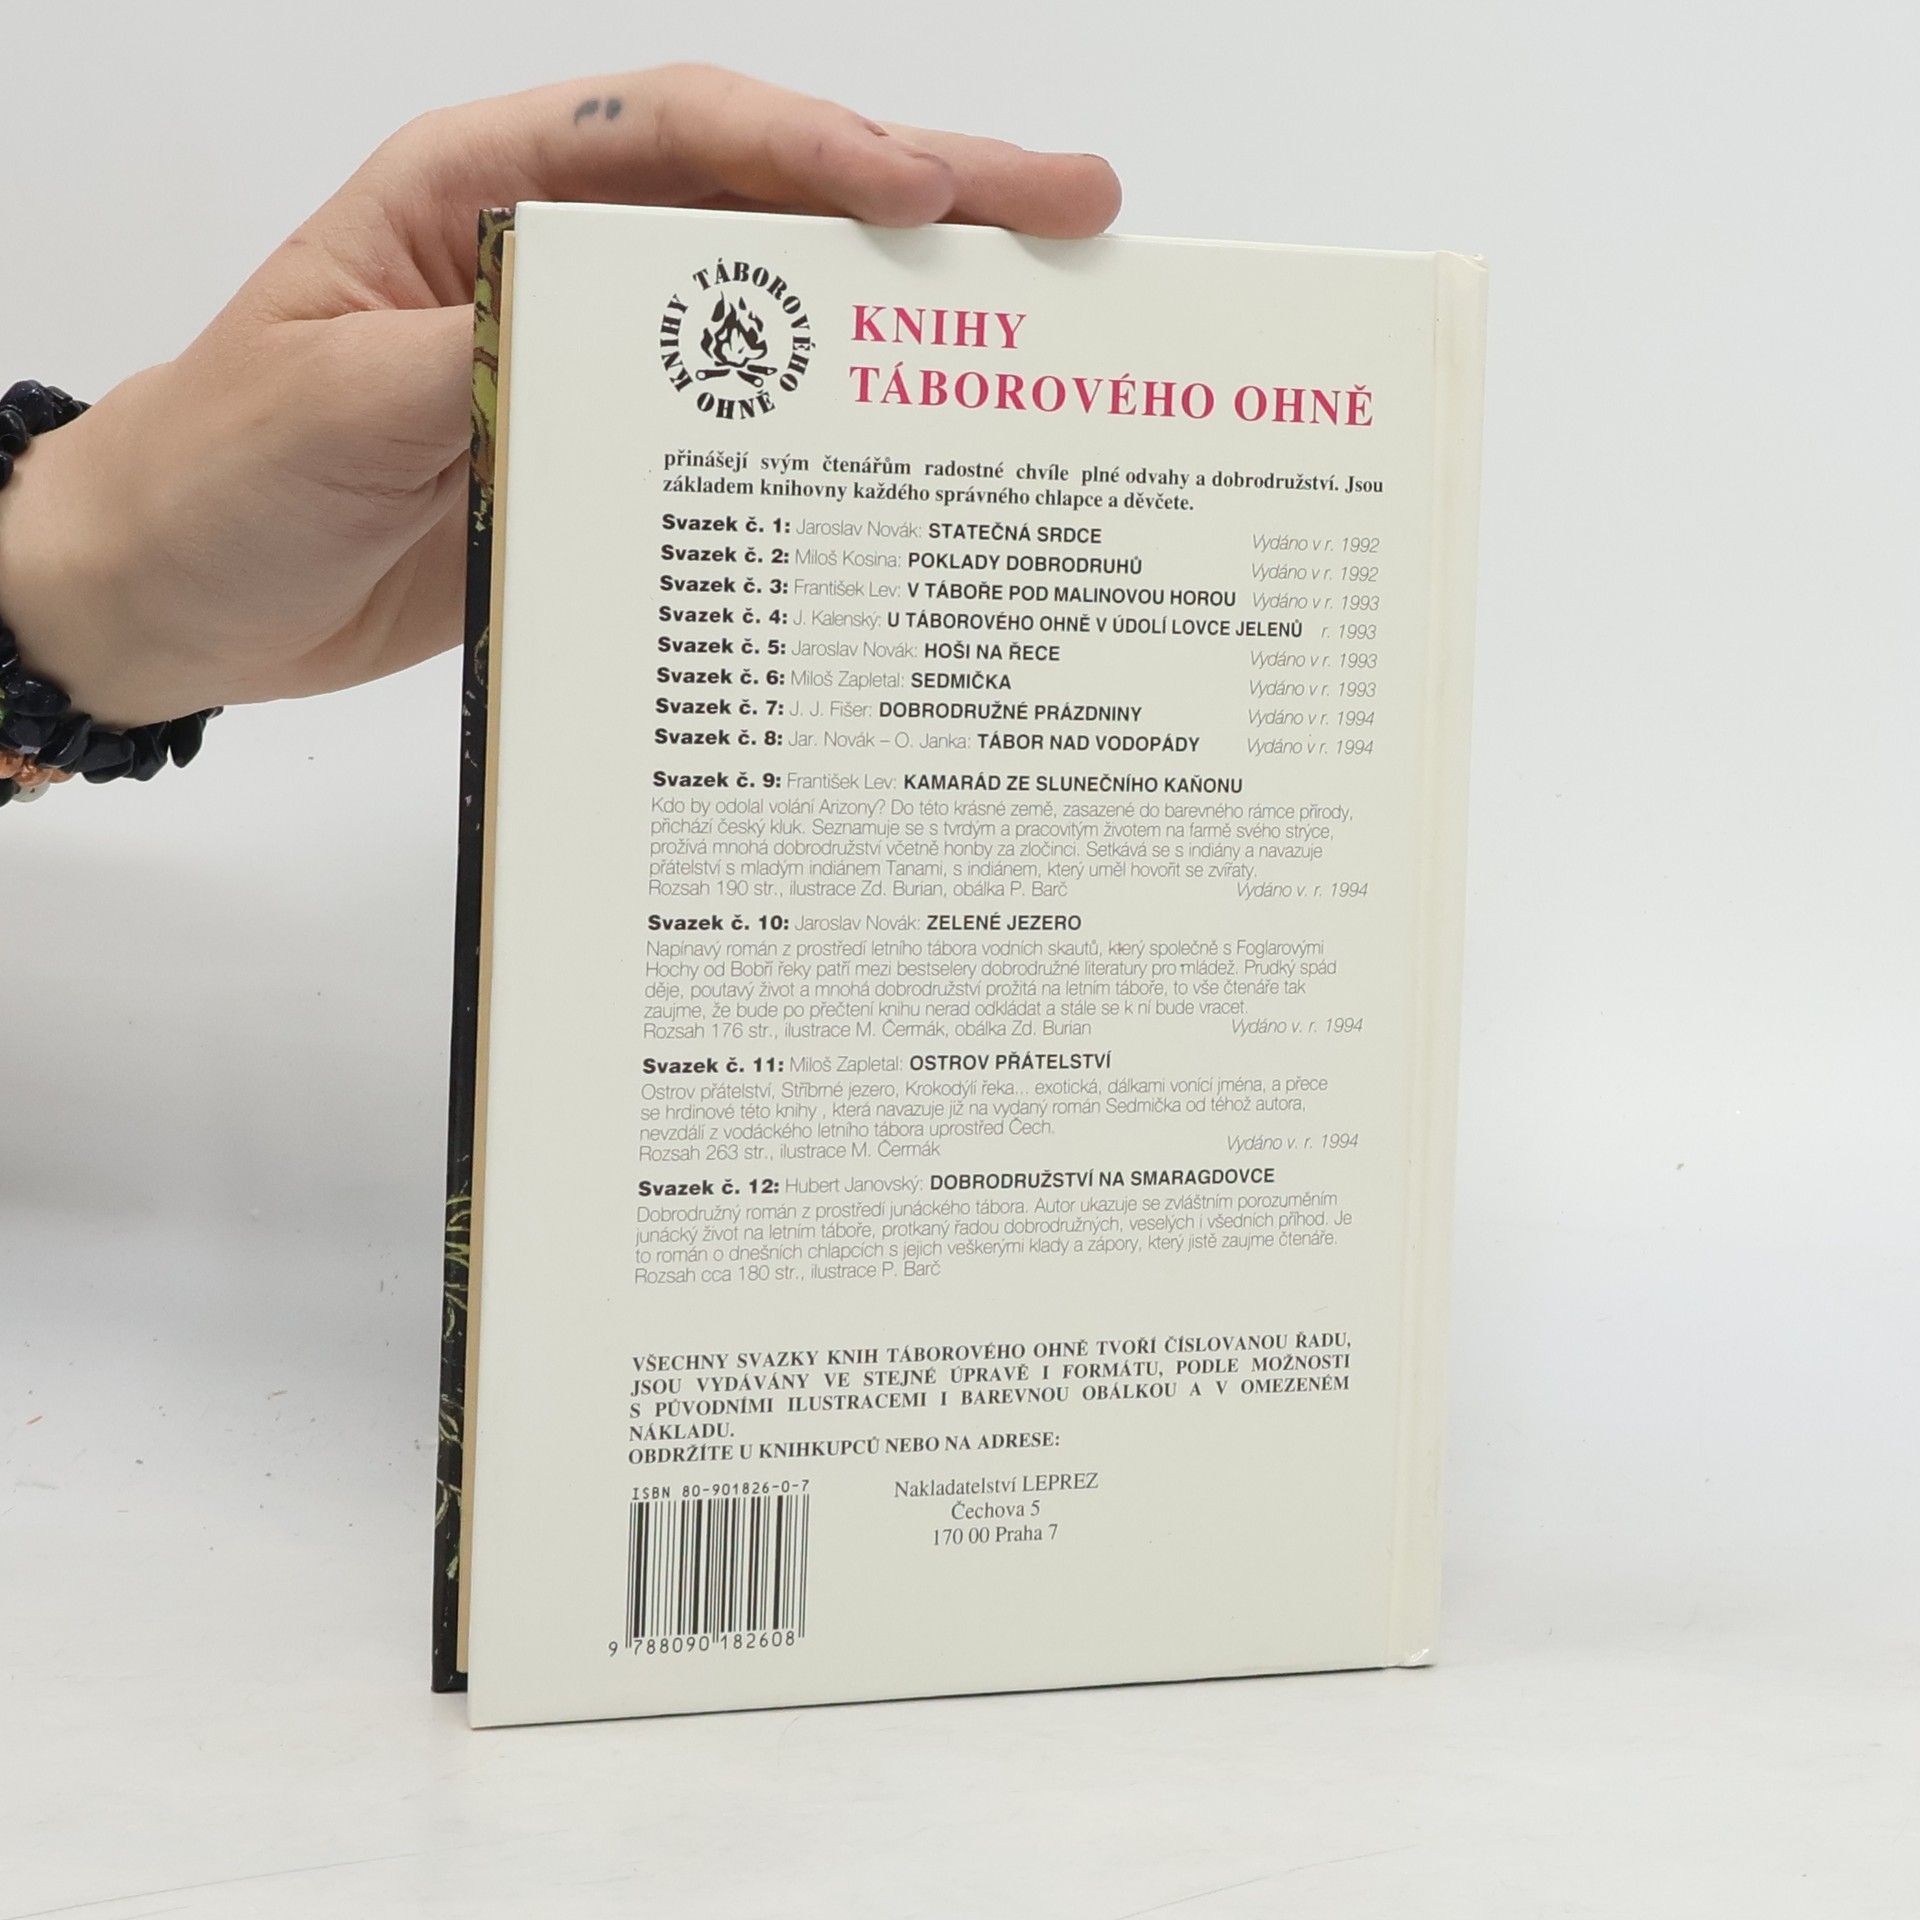 KNIHY TÁBOROVÉHO OHNĚ
KNIHY
TÁBOROVÉHO OHNĚ
přinášejí svým čtenářům radostné chvíle plné odvahy a dobrodružství. Jsou
základem knihovny každého správného chlapce a děvčete.
Svazek č. 1: Jaroslav Novák: STATEČNÁ SRDCE Vydáno v r. 1992
Svazek č. 2: Miloš Kosina: POKLADY DOBRODRUHŮ Vydáno v r. 1992
Svazek č. 3: František Lev: V TÁBOŘE POD MALINOVOU HOROU Vydáno v r. 1993
Svazek č. 4: J. Kalenský: U TÁBOROVÉHO OHNĚ V ÚDOLÍ LOVCE JELENŮ r. 1993
Svazek č. 5: Jaroslav Novák: HOŠI NA ŘECE Vydáno v r. 1993
Svazek č. 6: Miloš Zapletal: SEDMIČKA Vydáno v r. 1993
Svazek č. 7: J. J. Fišer: DOBRODRUŽNÉ PRÁZDNINY Vydáno v r. 1994
Svazek č. 8: Jar. Novák – O. Janka: TÁBOR NAD VODOPÁDY Vydáno v r. 1994
Svazek č. 9: František Lev: KAMARÁD ZE SLUNEČNÍHO KAŇONU
Kdo by odolal volání Arizony? Do této krásné země, zasazené do barevného rámce přírody,
přichází český kluk. Seznamuje se s tvrdým a pracovitým životem na farmě svého strýce,
prožívá mnohá dobrodružství včetně honby za zločinci. Setkává se s indiány a navazuje
přátelství s mladým indiánem Tanami, s indiánem, který uměl hovořit se zvířaty.
Rozsah 190 str., ilustrace Zd. Burian, obálka P. Barč Vydáno v. r. 1994
Svazek č. 10: Jaroslav Novák: ZELENÉ JEZERO
Napínavý román z prostředí letního tábora vodních skautů, který společně s Foglarovými
Hochy od Bobří řeky patří mezi bestselery dobrodružné literatury pro mládež. Prudký spád
děje, poutavý život a mnohá dobrodružství prožitá na letním táboře, to vše čtenáře tak
zaujme, že bude po přečtení knihu nerad odkládat a stále se k ní bude vracet.
Rozsah 176 str., ilustrace M. Čermák, obálka Zd. Burian Vydáno v. r. 1994
Svazek č. 11: Miloš Zapletal: OSTROV PŘÁTELSTVÍ
Ostrov přátelství, Stříbrné jezero, Krokodýlí řeka... exotická, dálkami vonící jména, a přece
se hrdinové této knihy , která navazuje již na vydaný román Sedmička od téhož autora,
nevzdálí z vodáckého letního tábora uprostřed Čech.
Rozsah 263 str., ilustrace M. Čermák Vydáno v. r. 1994
Svazek č. 12: Hubert Janovský: DOBRODRUŽSTVÍ NA SMARAGDOVCE
Dobrodružný román z prostředí junáckého tábora. Autor ukazuje se zvláštním porozuměním
junácký život na letním táboře, protkaný řadou dobrodružných, veselých i všedních příhod. Je
to román o dnešních chlapcích s jejich veškerými klady a zápory, který jistě zaujme čtenáře.
Rozsah cca 180 str., ilustrace P. Barč
VŠECHNY SVAZKY KNIH TÁBOROVÉHO OHNĚ TVOŘÍ ČÍSLOVANOU ŘADU,
JSOU VYDÁVÁNY VE STEJNÉ ÚPRAVĚ I FORMÁTU, PODLE MOŽNOSTI
S PŮVODNÍMI ILUSTRACEMI I BAREVNOU OBÁLKOU A V OMEZENÉM
NÁKLADU.
OBDRŽÍTE U KNIHKUPCŮ NEBO NA ADRESE:
ISBN 80-901826-0-7
Nakladatelství LEPREZ
Čechova 5
170 00 Praha 7
9 788090 182608